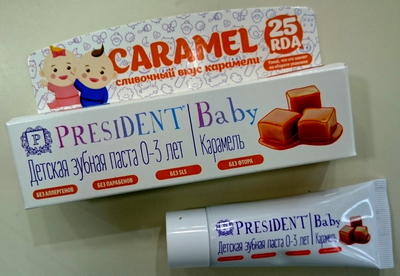 CARAMEL
сливочный вкус карамели
25
RDA
P
PRESIDENT Baby
Детская зубная паста 0-3 лет Карамель
БЕЗ АЛЛЕРГЕНОВ БЕЗ ПАРАБЕНОВ БЕЗ SLS БЕЗ ФТОРА
PRESIDENT Baby
Детская зубная паста 0-3 лет Карамель